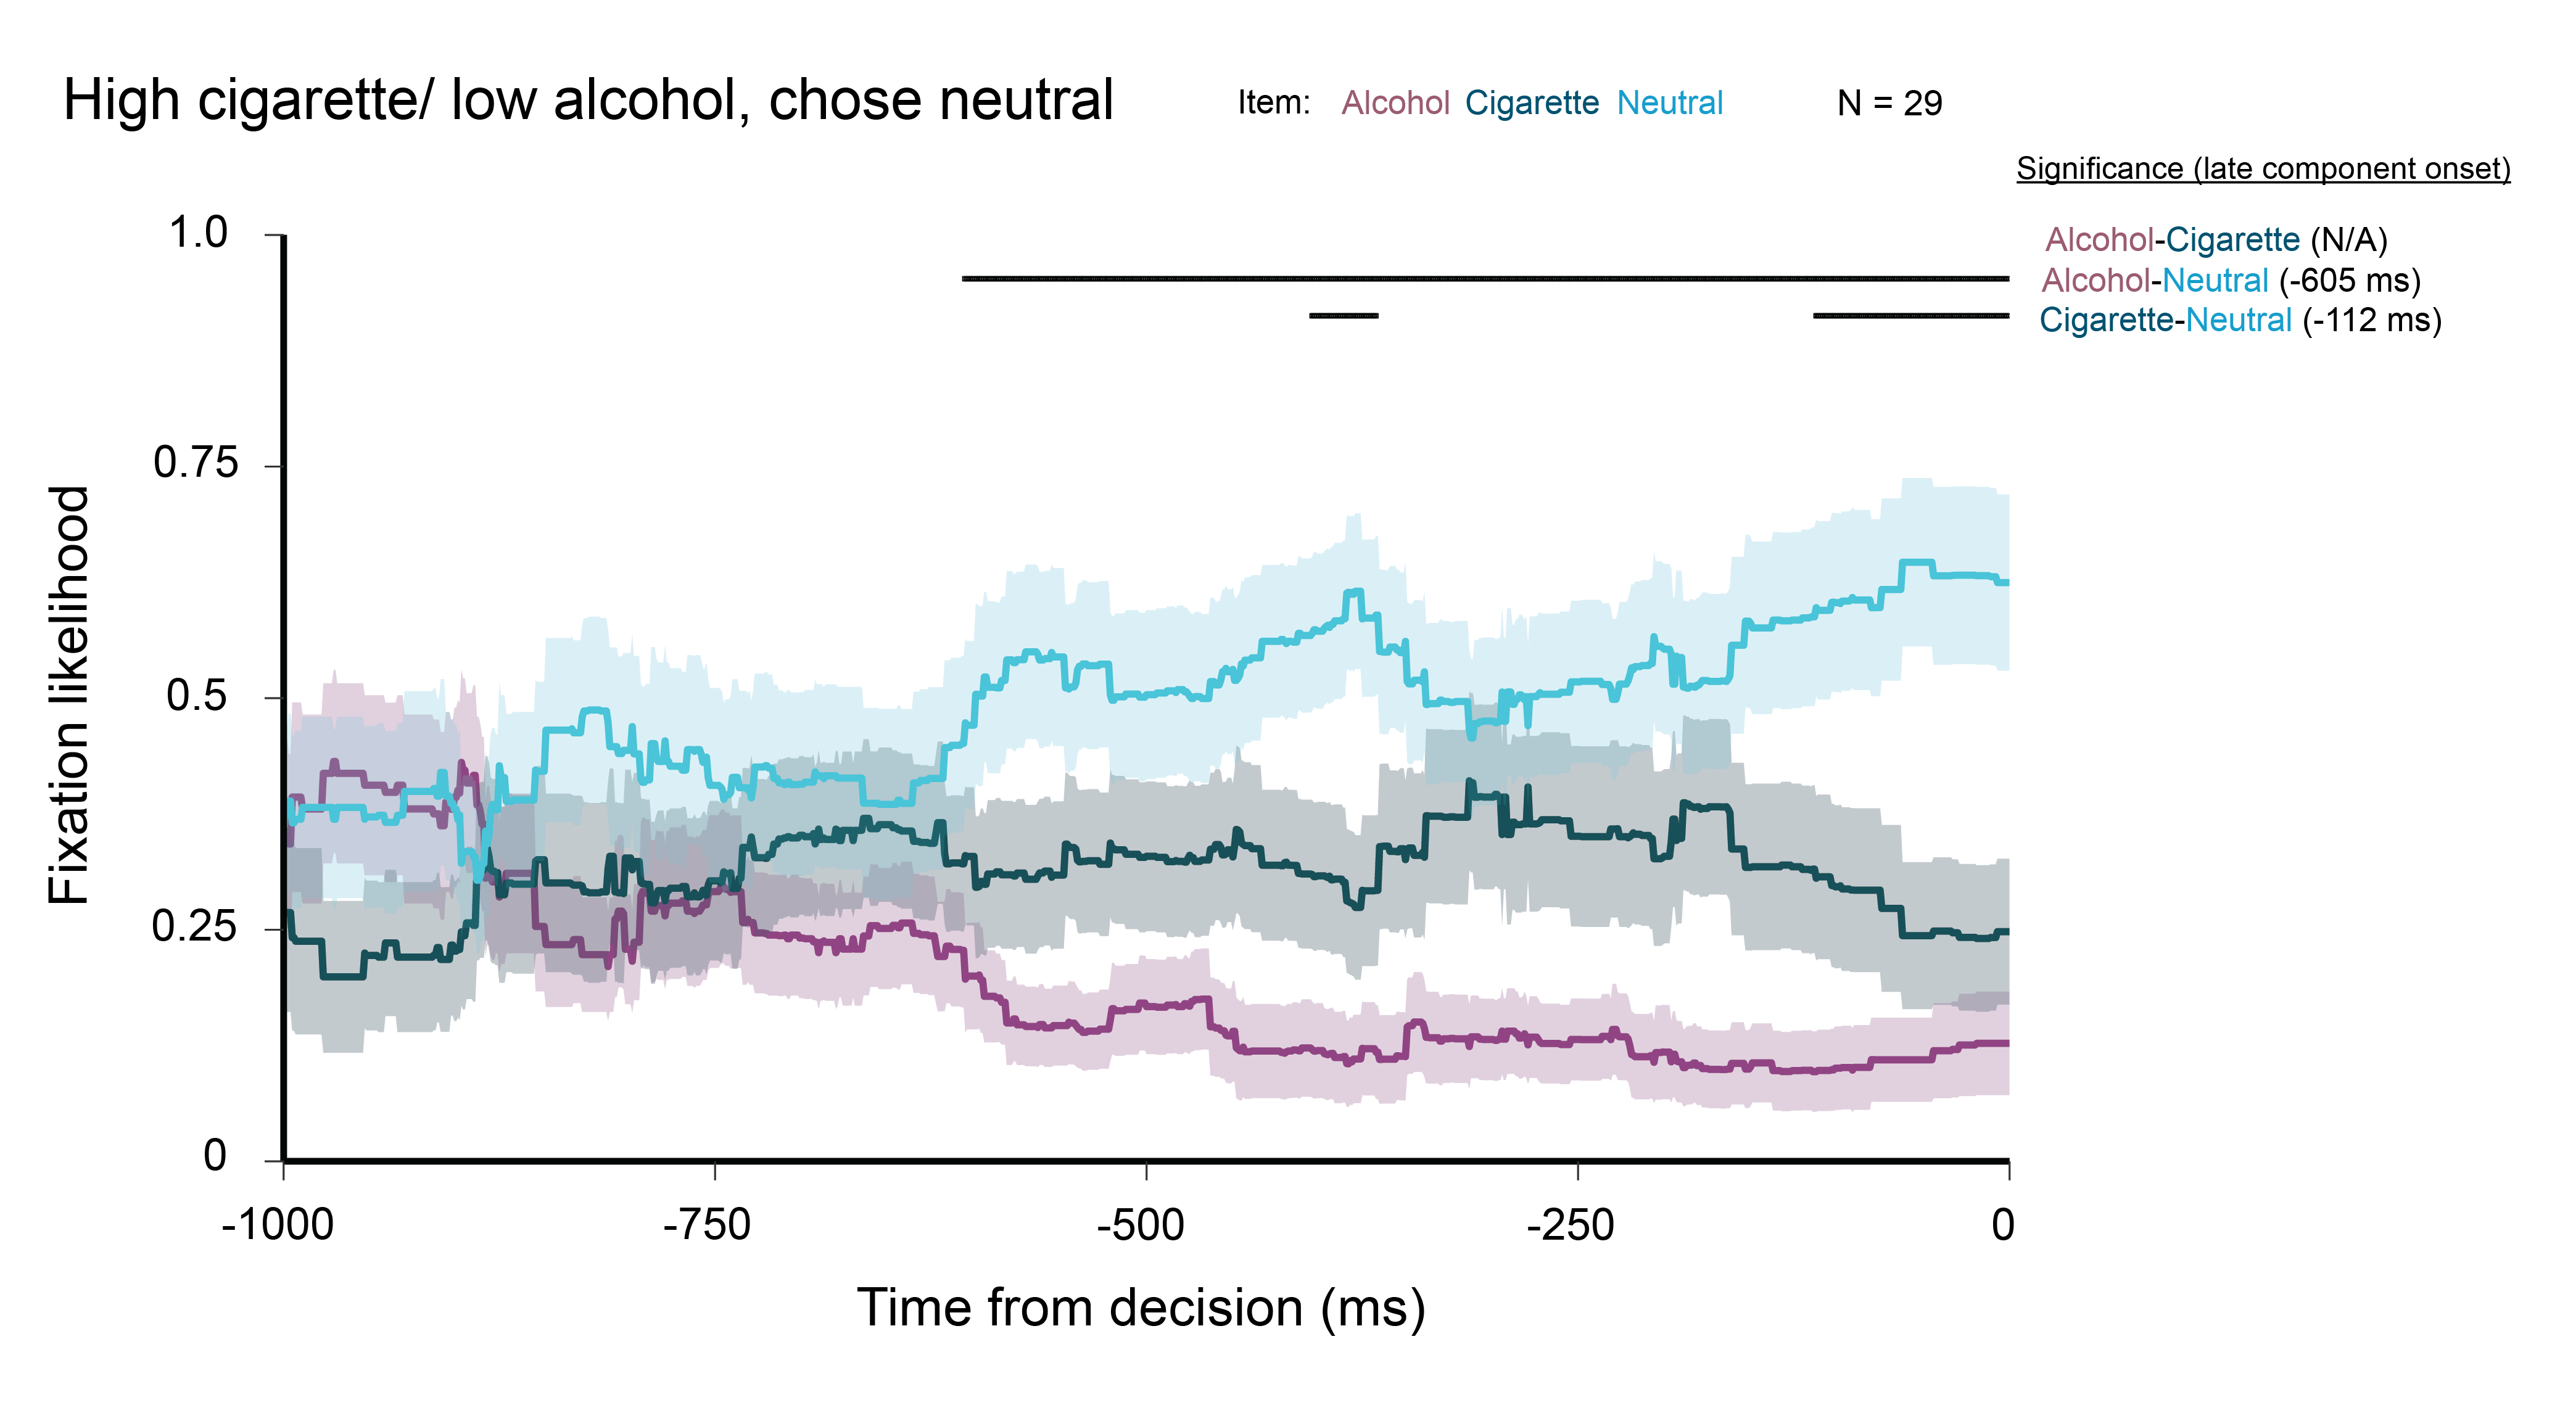 High cigarette/ low alcohol, chose neutral
Item: Alcohol Cigarette Neutral
N = 29
Significance (late component onset)
Alcohol-Cigarette (N/A)
Alcohol-Neutral (-605 ms)
Cigarette-Neutral (-112 ms)
Fixation likelihood
1.0
0.75
0.5
0.25
0
-1000 -750 -500 -250 0
Time from decision (ms)